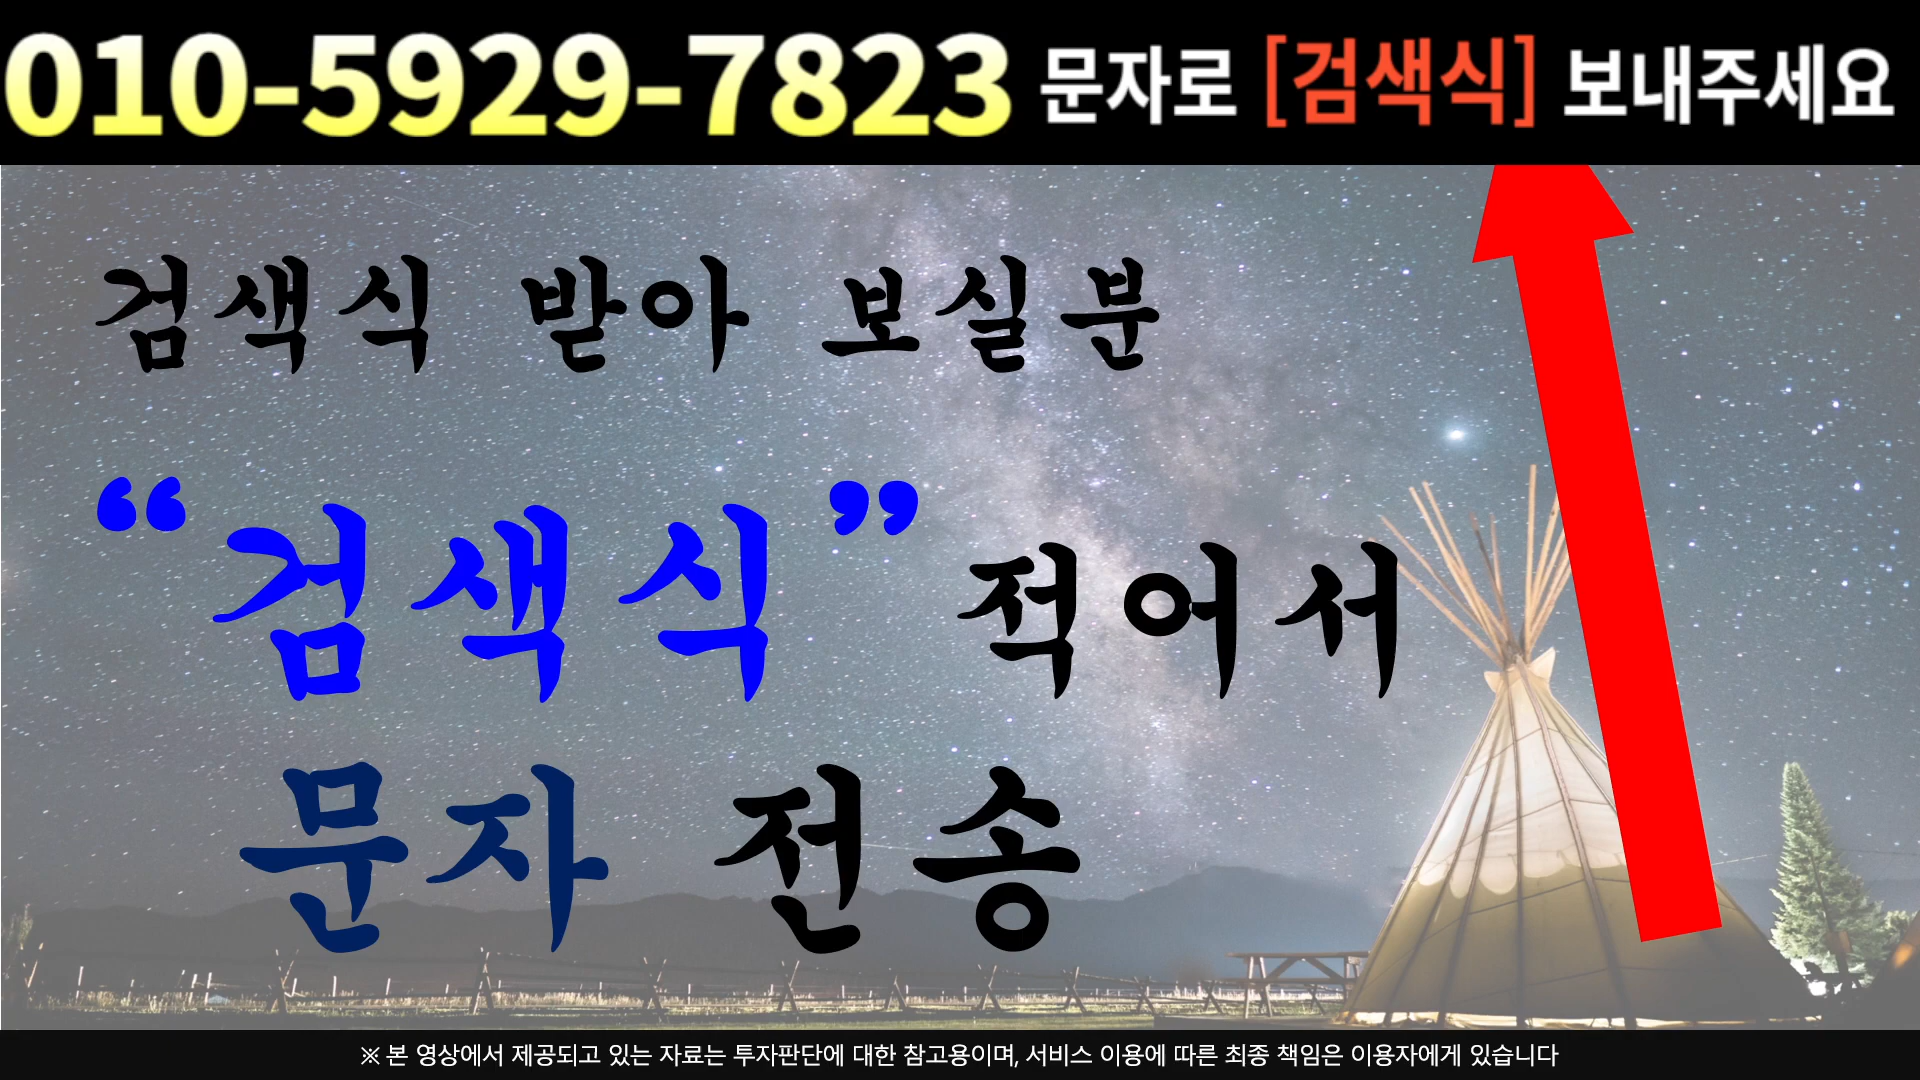 010-5929-7823 문자로 [검색식] 보내주세요
검색식 받아 보실분
“검색식” 적어서
문자 전송
※ 본 영상에서 제공되고 있는 자료는 투자판단에 대한 참고용이며, 서비스 이용에 따른 최종 책임은 이용자에게 있습니다